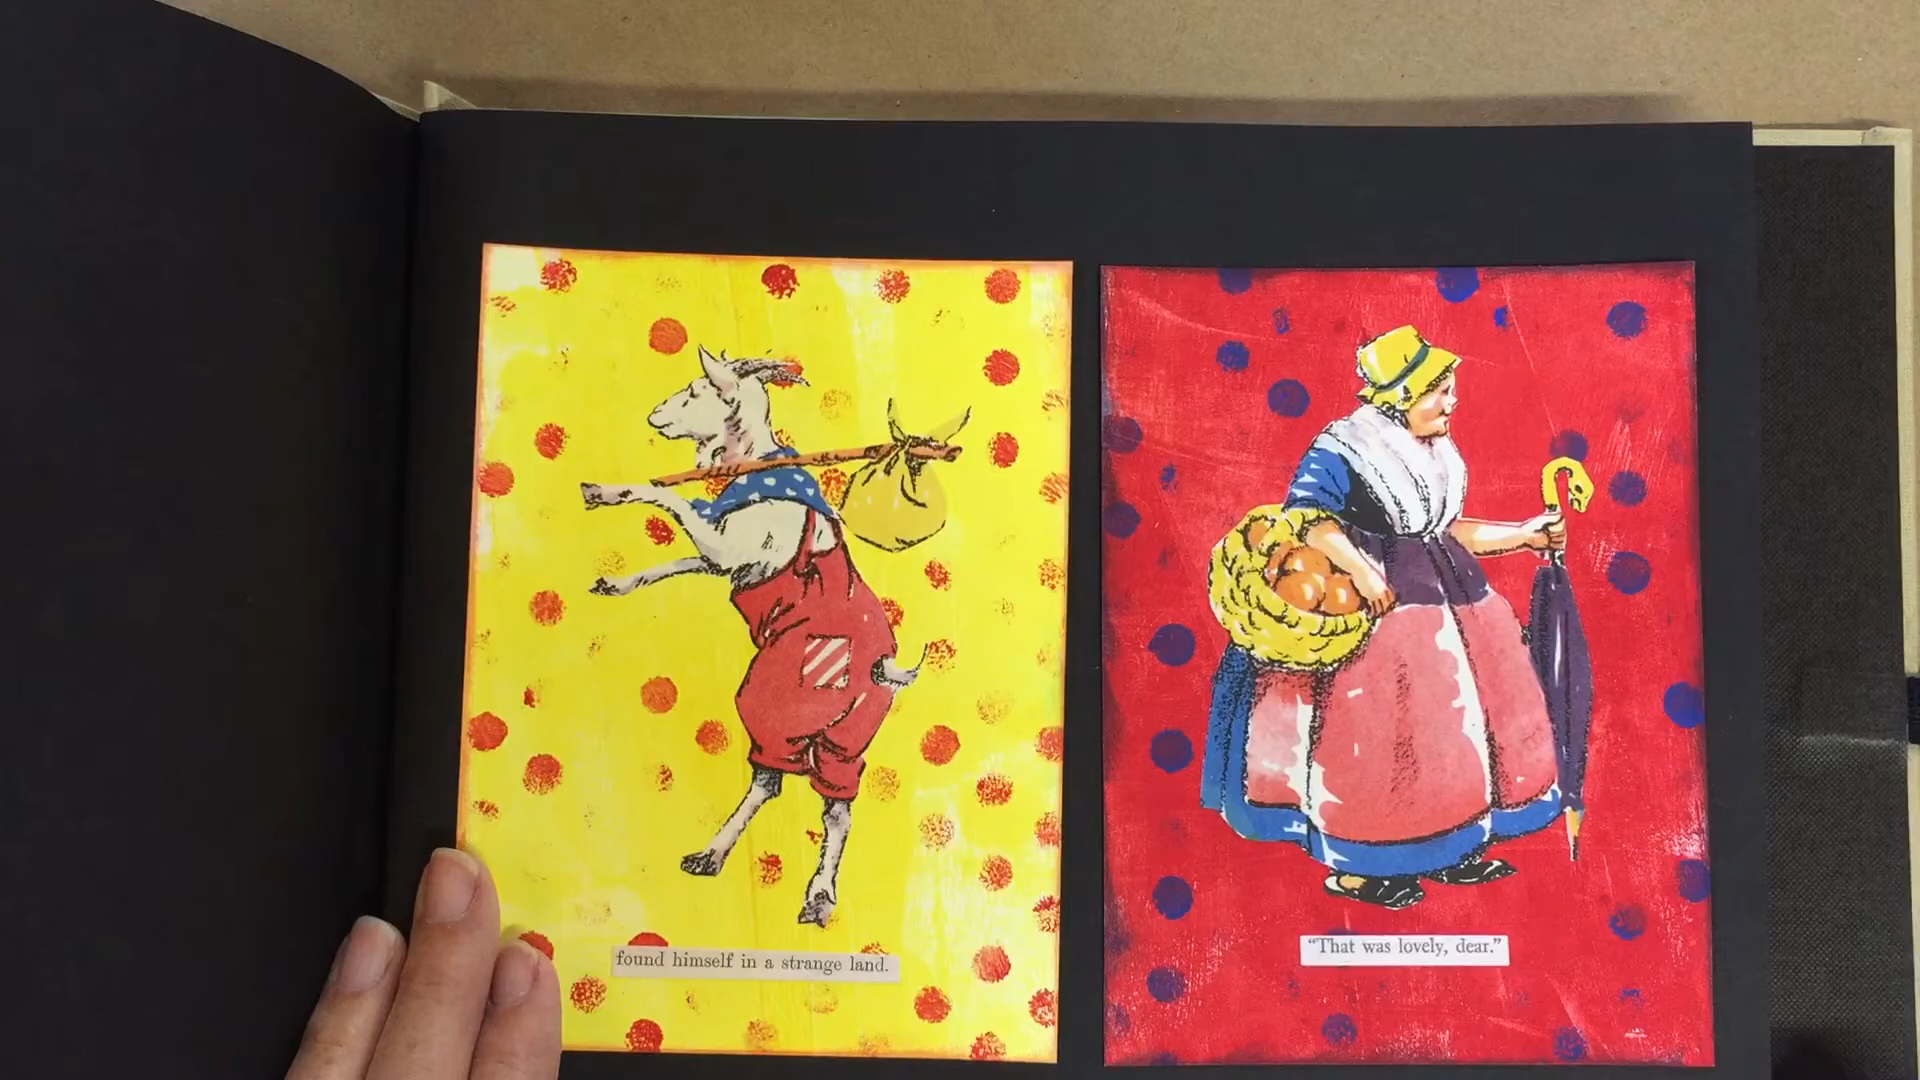 found himself in a strange land.
“That was lovely, dear.”